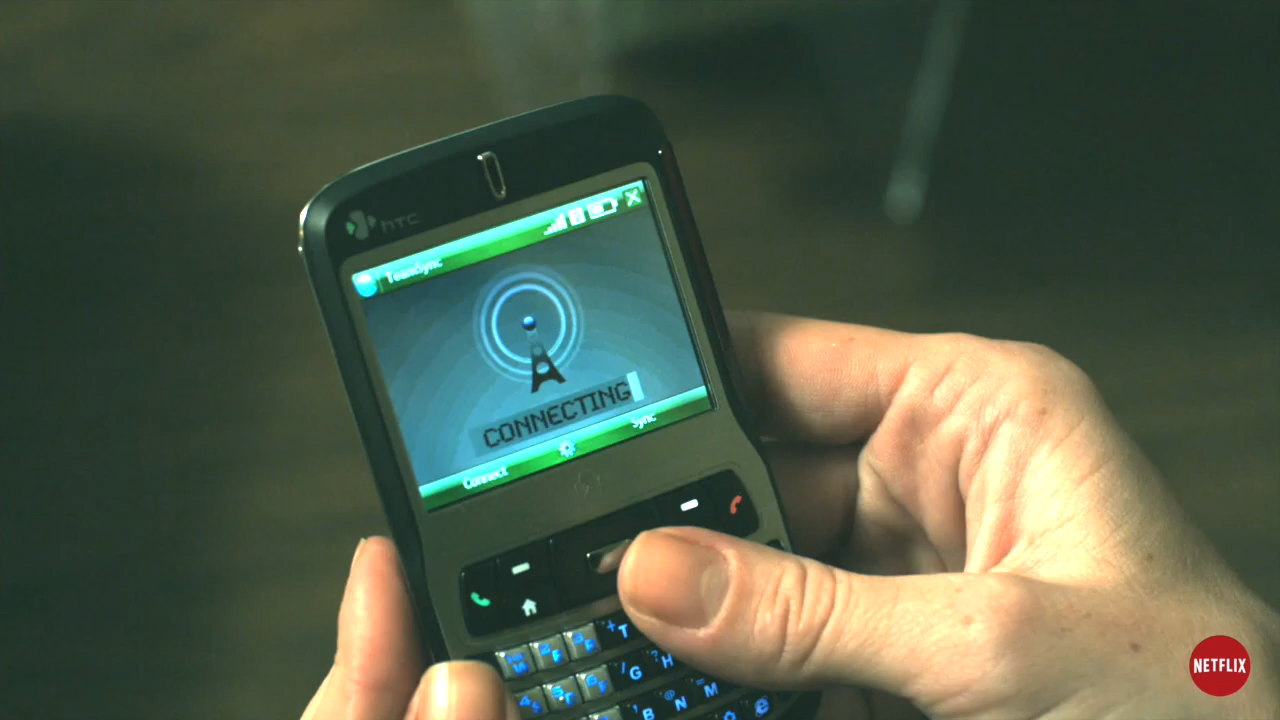 hTC
TeamSync
CONNECTING
Connect
Sync
T
G
H
B
N
M
NETFLIX